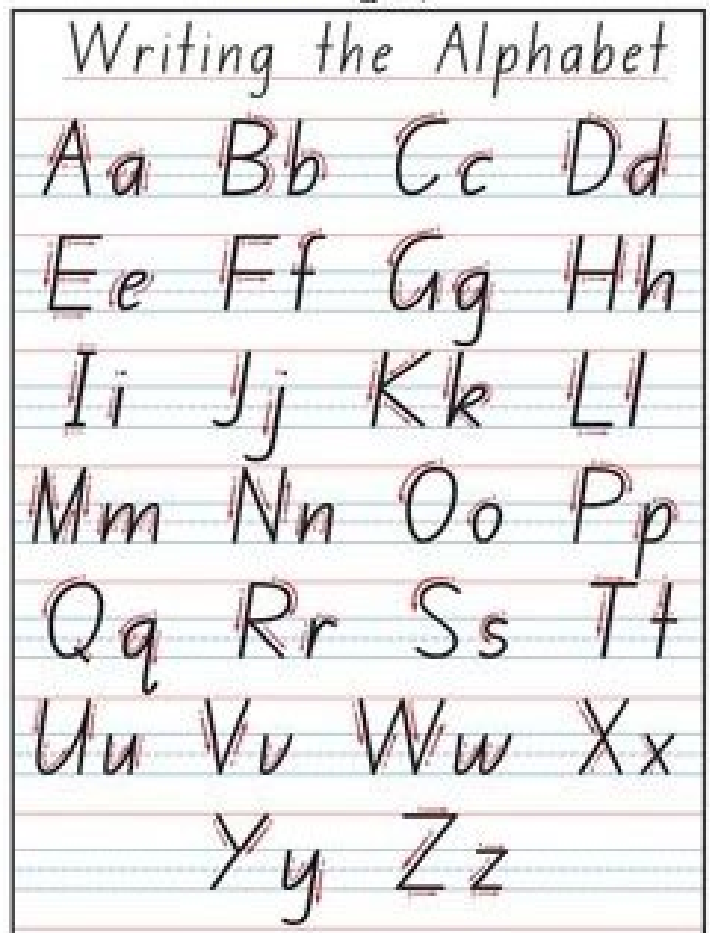 Writing the Alphabet
Aa Bb Cc Dd
Ee Ff Gg Hh
Ii Jj Kk Ll
Mm Nn Oo Pp
Qq Rr Ss Tt
Uu Vv Ww Xx
Yy Zz